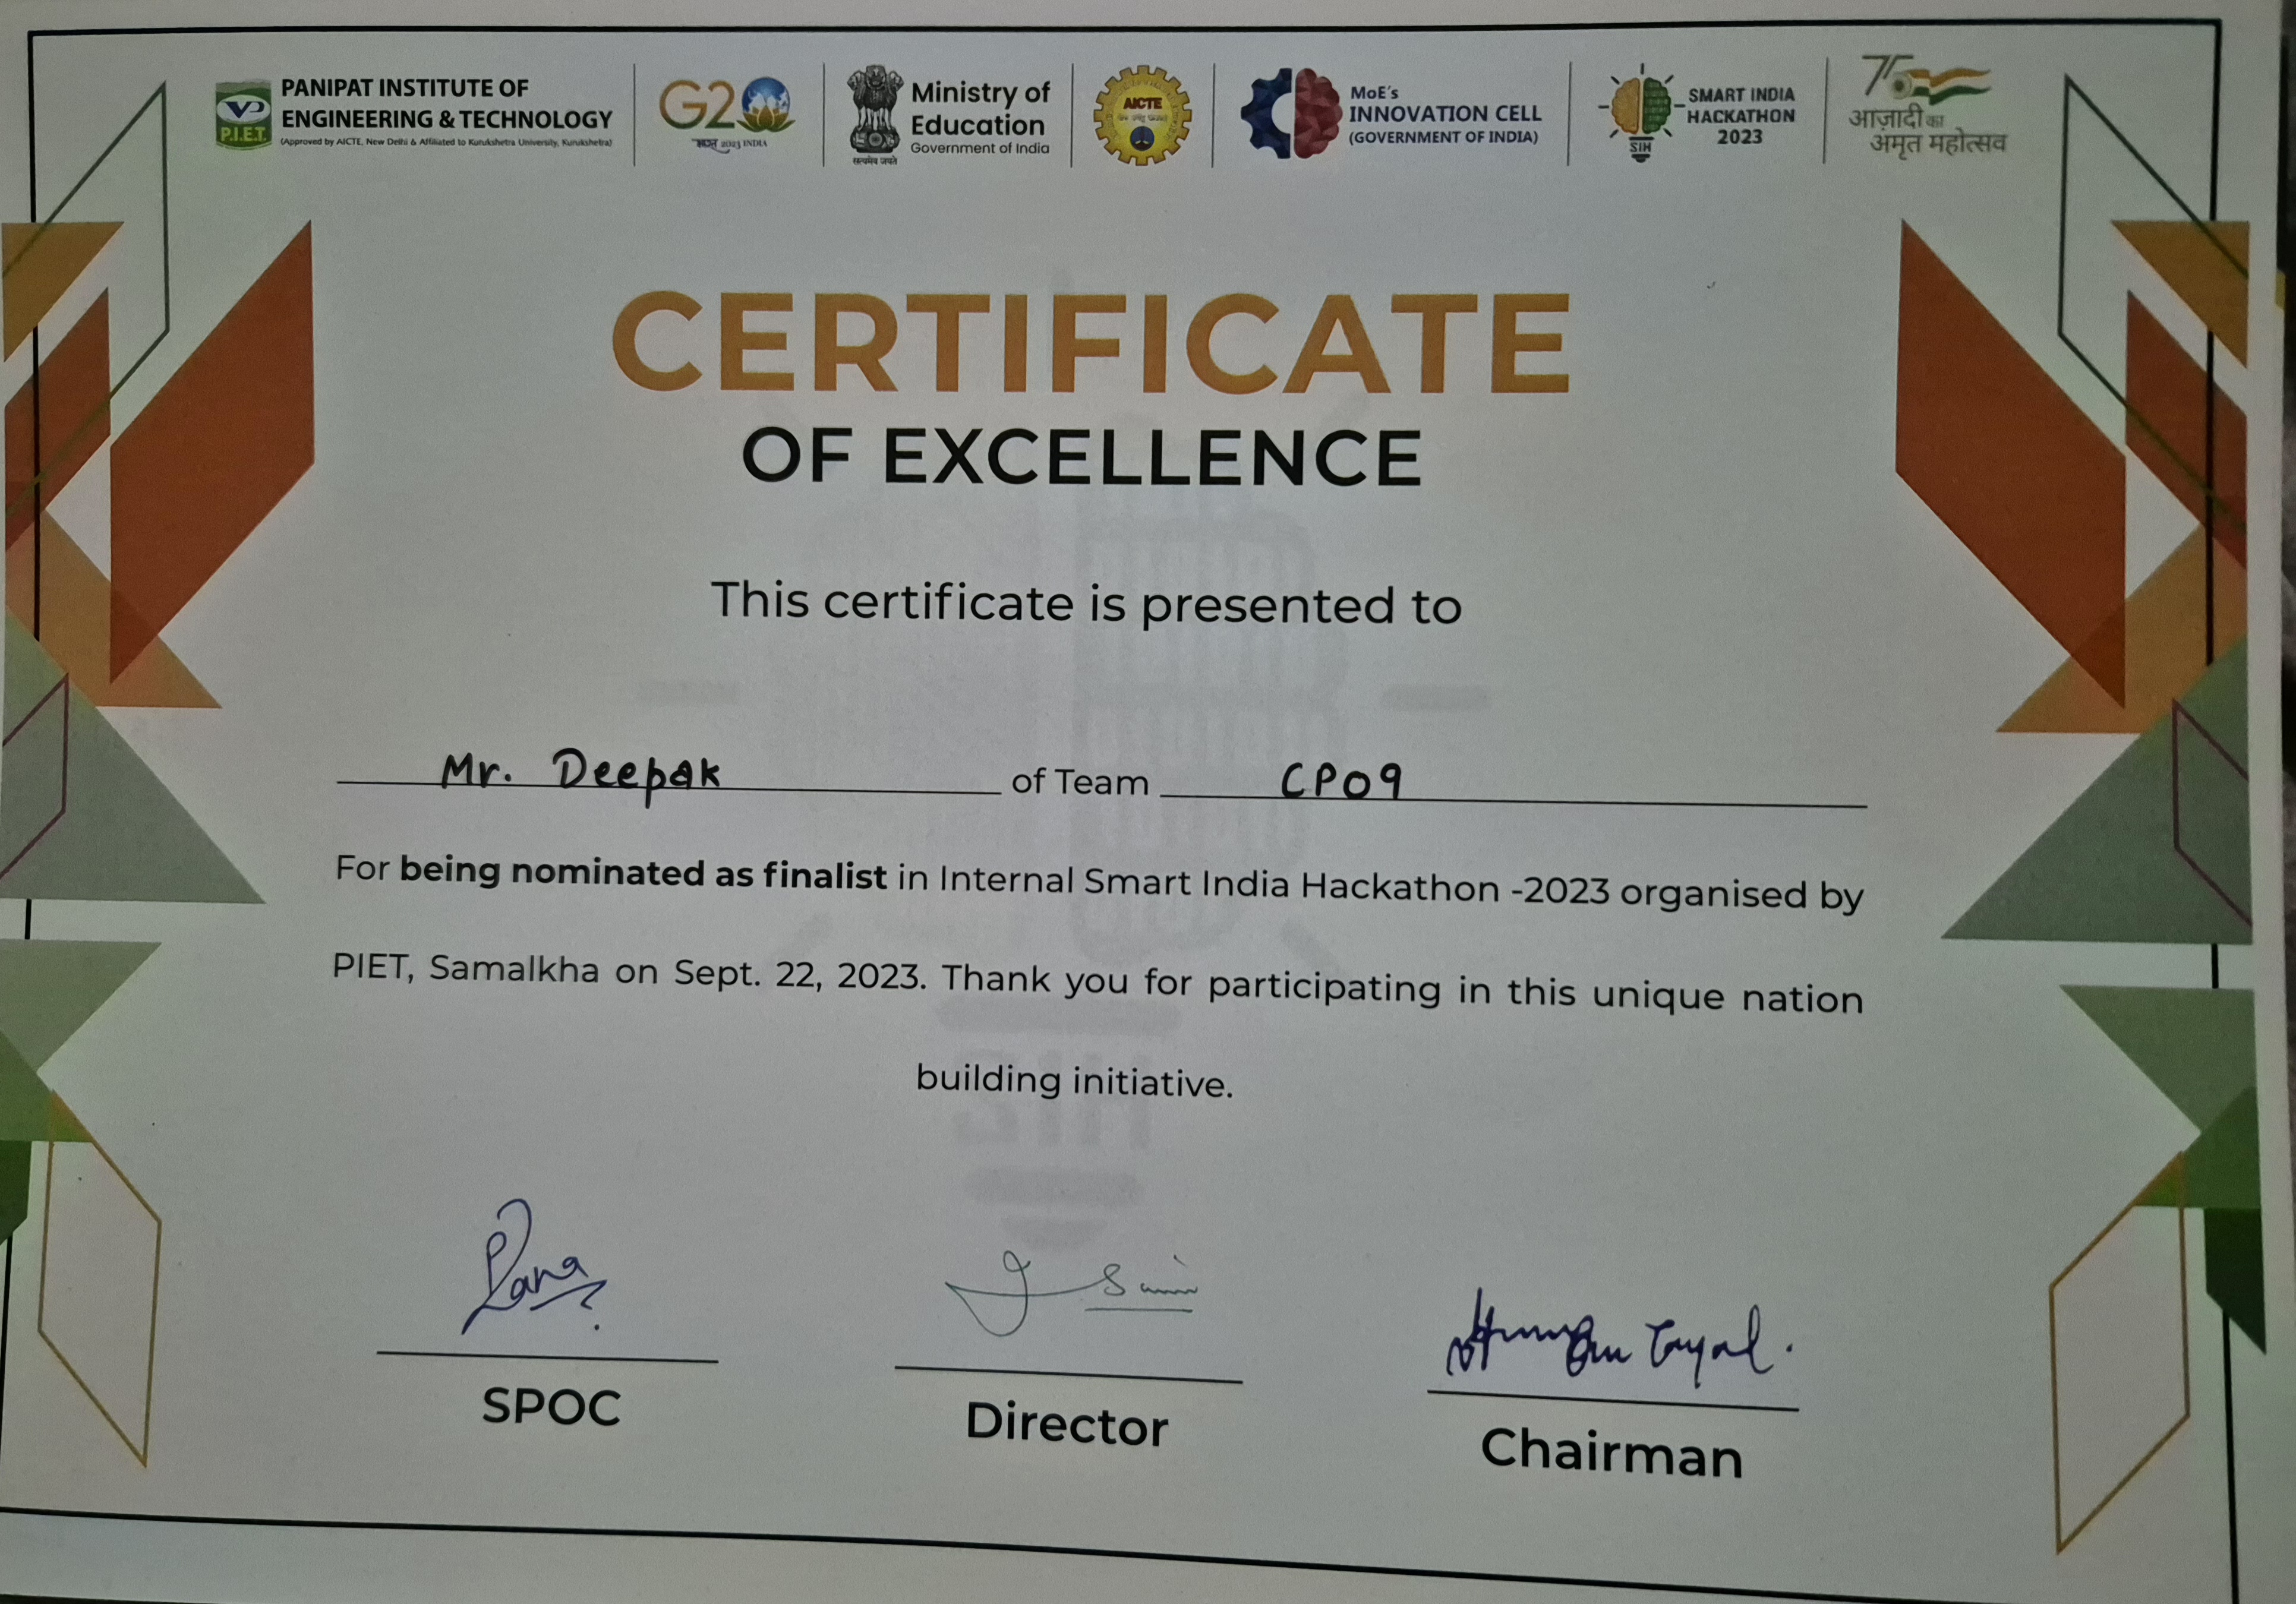 PANIPAT INSTITUTE OF
ENGINEERING & TECHNOLOGY
(Approved by AICTE, New Delhi & Affiliated to Kurukshetra University, Kurukshetra)
VP
P.I.E.T.
G20
भारत 2023 INDIA
सत्यमेव जयते
Ministry of
Education
Government of India
AICTE
MoE's
INNOVATION CELL
(GOVERNMENT OF INDIA)
SIH
SMART INDIA
HACKATHON
2023
75
आज़ादी का
अमृत महोत्सव
CERTIFICATE
OF EXCELLENCE
This certificate is presented to
Mr. Deepak of Team CP09
For being nominated as finalist in Internal Smart India Hackathon -2023 organised by
PIET, Samalkha on Sept. 22, 2023. Thank you for participating in this unique nation
building initiative.
Rana
Tayal.
SPOC
Director
Chairman